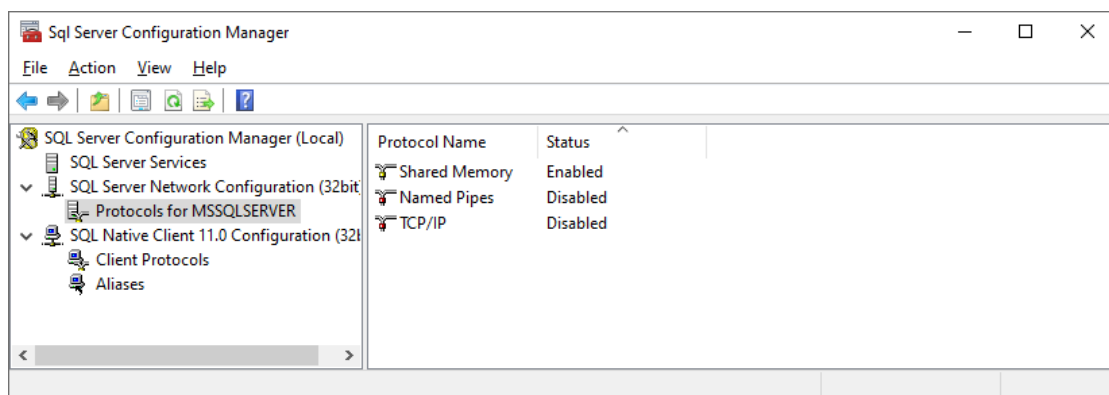 Sql Server Configuration Manager
File Action View Help
SQL Server Configuration Manager (Local)
SQL Server Services
SQL Server Network Configuration (32bit
Protocols for MSSQLSERVER
SQL Native Client 11.0 Configuration (32
Client Protocols
Aliases
Protocol Name Status
Shared Memory Enabled
Named Pipes Disabled
TCP/IP Disabled